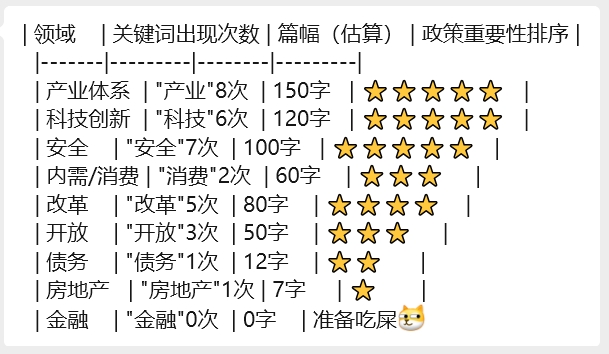 | 领域 | 关键词出现次数 | 篇幅（估算） | 政策重要性排序 |
|-------|---------|--------|---------|
| 产业体系 | "产业"8次 | 150字 | ⭐⭐⭐⭐⭐ |
| 科技创新 | "科技"6次 | 120字 | ⭐⭐⭐⭐⭐ |
| 安全 | "安全"7次 | 100字 | ⭐⭐⭐⭐⭐ |
| 内需/消费 | "消费"2次 | 60字 | ⭐⭐⭐ |
| 改革 | "改革"5次 | 80字 | ⭐⭐⭐⭐ |
| 开放 | "开放"3次 | 50字 | ⭐⭐⭐ |
| 债务 | "债务"1次 | 12字 | ⭐⭐ |
| 房地产 | "房地产"1次 | 7字 | ⭐ |
| 金融 | "金融"0次 | 0字 | 准备吃屎